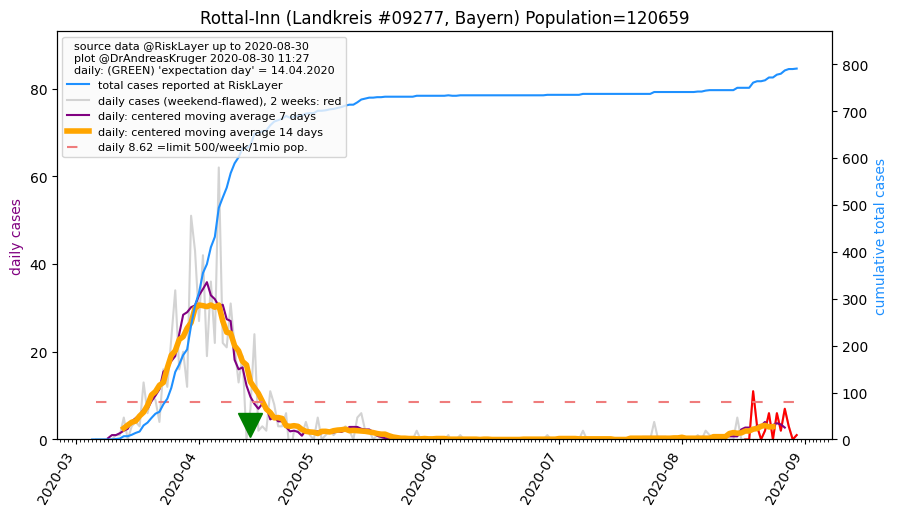 Rottal-Inn (Landkreis #09277, Bayern) Population=120659
source data @RiskLayer up to 2020-08-30
plot @DrAndreasKruger 2020-08-30 11:27
daily: (GREEN) 'expectation day' = 14.04.2020
total cases reported at RiskLayer
daily cases (weekend-flawed), 2 weeks: red
daily: centered moving average 7 days
daily: centered moving average 14 days
daily 8.62 =limit 500/week/1mio pop.
daily cases
80
60
40
20
0
cumulative total cases
800
700
600
500
400
300
200
100
0
2020-03
2020-04
2020-05
2020-06
2020-07
2020-08
2020-09